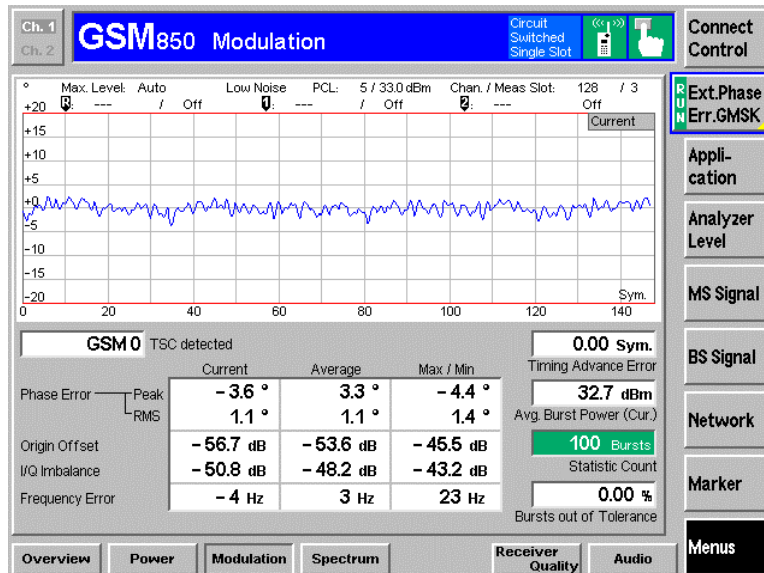 Ch. 1
Ch. 2
GSM850 Modulation
Circuit
Switched
Single Slot
Connect
Control
° Max. Level: Auto Low Noise PCL: 5 / 33.0 dBm Chan. / Meas Slot: 128 / 3
+20 R: --- / Off 1: --- / Off 2: --- Off
Current
+15
+10
+5
+0
-5
-10
-15
-20
Sym.
0 20 40 60 80 100 120 140
RUN
Ext.Phase
Err.GMSK
Appli-
cation
Analyzer
Level
MS Signal
BS Signal
Network
Marker
Menus
GSM 0 TSC detected
0.00 Sym.
Timing Advance Error
Current Average Max / Min
Phase Error Peak -3.6 ° 3.3 ° -4.4 °
RMS 1.1 ° 1.1 ° 1.4 °
Origin Offset -56.7 dB -53.6 dB -45.5 dB
I/Q Imbalance -50.8 dB -48.2 dB -43.2 dB
Frequency Error -4 Hz 3 Hz 23 Hz
32.7 dBm
Avg. Burst Power (Cur.)
100 Bursts
Statistic Count
0.00 %
Bursts out of Tolerance
Overview Power Modulation Spectrum
Receiver
Quality
Audio